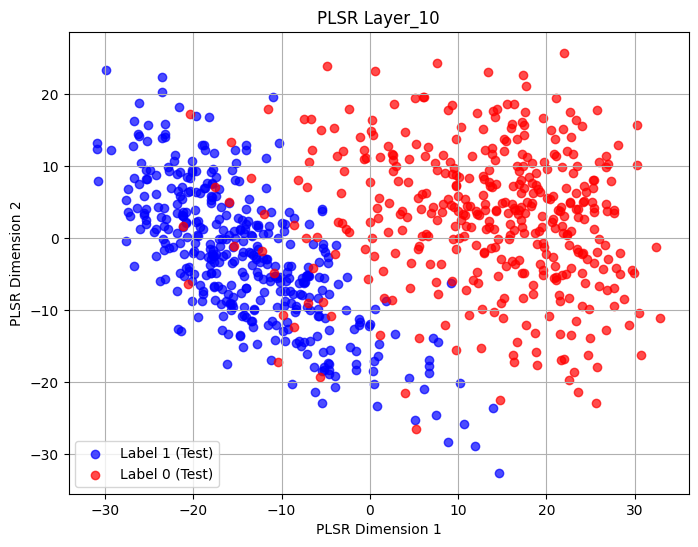 PLSR Layer_10
PLSR Dimension 2
20
10
0
−10
−20
−30
Label 1 (Test)
Label 0 (Test)
−30 −20 −10 0 10 20 30
PLSR Dimension 1